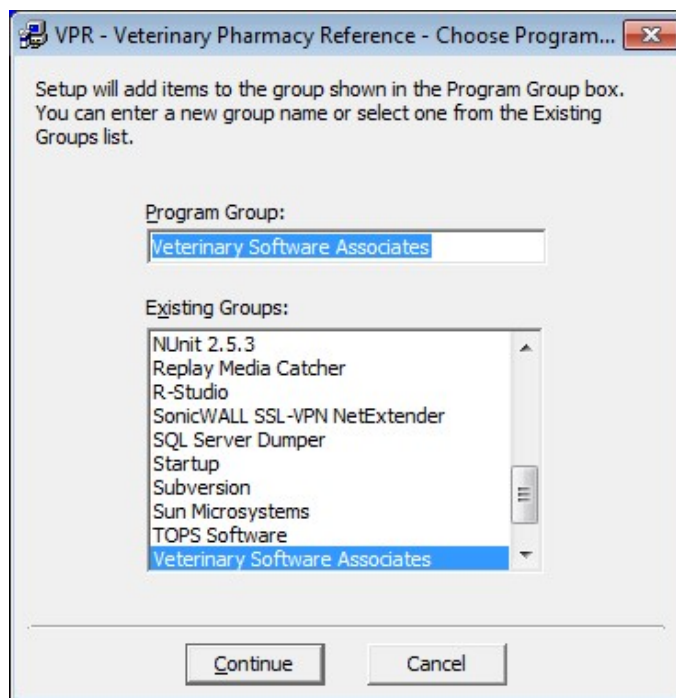 VPR - Veterinary Pharmacy Reference - Choose Program...
Setup will add items to the group shown in the Program Group box.
You can enter a new group name or select one from the Existing
Groups list.
Program Group:
Veterinary Software Associates
Existing Groups:
NUnit 2.5.3
Replay Media Catcher
R-Studio
SonicWALL SSL-VPN NetExtender
SQL Server Dumper
Startup
Subversion
Sun Microsystems
TOPS Software
Veterinary Software Associates
Continue
Cancel